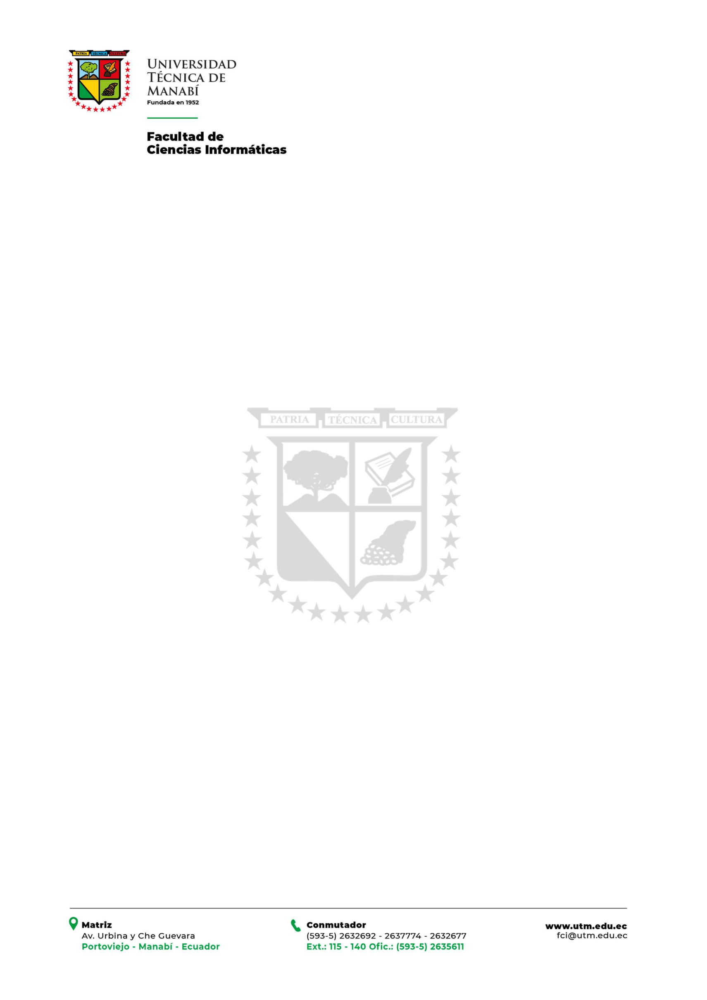 PATRIA TÉCNICA CULTURA
UNIVERSIDAD
TÉCNICA DE
MANABÍ
Fundada en 1952
Facultad de
Ciencias Informáticas
PATRIA TÉCNICA CULTURA
Matriz
Av. Urbina y Che Guevara
Portoviejo - Manabí - Ecuador
Conmutador
(593-5) 2632692 - 2637774 - 2632677
Ext.: 115 - 140 Ofic.: (593-5) 2635611
www.utm.edu.ec
fci@utm.edu.ec